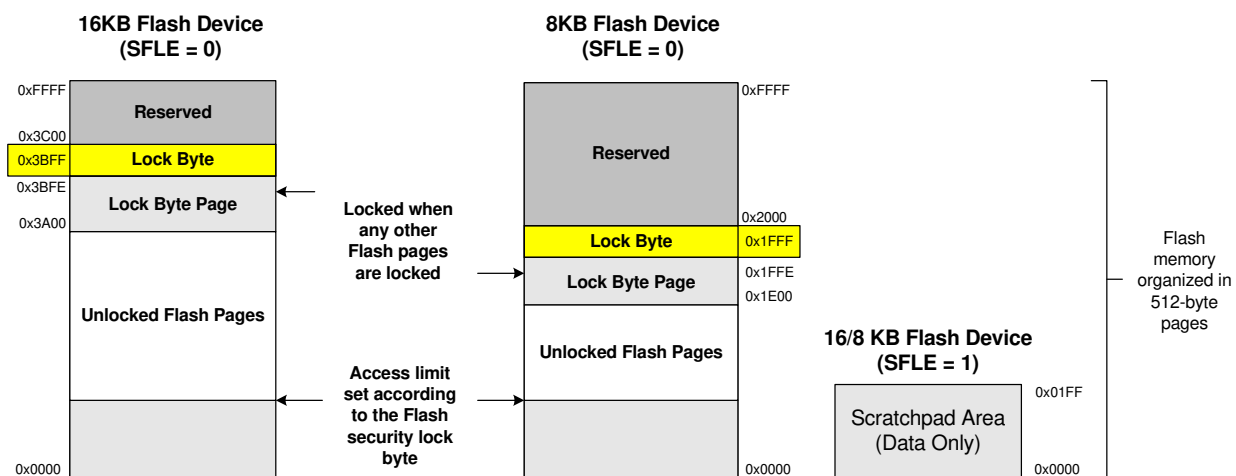 16KB Flash Device
(SFLE = 0)
0xFFFF
Reserved
0x3C00
0x3BFF
Lock Byte
0x3BFE
Lock Byte Page
0x3A00
Unlocked Flash Pages
0x0000
Locked when
any other
Flash pages
are locked
Access limit
set according
to the Flash
security lock
byte
8KB Flash Device
(SFLE = 0)
0xFFFF
Reserved
0x2000
Lock Byte
0x1FFF
0x1FFE
Lock Byte Page
0x1E00
Unlocked Flash Pages
0x0000
16/8 KB Flash Device
(SFLE = 1)
0x01FF
Scratchpad Area
(Data Only)
0x0000
Flash
memory
organized in
512-byte
pages